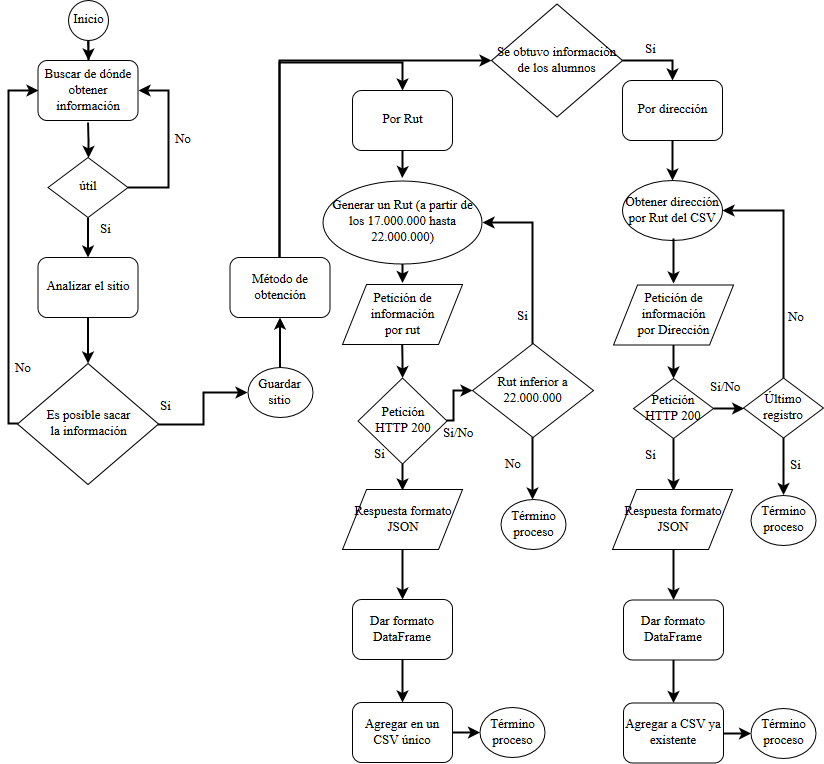 Inicio
Buscar de dónde
obtener
información
No
útil
Si
Analizar el sitio
No
Es posible sacar
la información
Si
Guardar
sitio
Método de
obtención
Por Rut
Generar un Rut (a partir de
los 17.000.000 hasta
22.000.000)
Petición de
información
por rut
Petición
HTTP 200
Si/No
Rut inferior a
22.000.000
Si
No
Término
proceso
Si
Respuesta formato
JSON
Dar formato
DataFrame
Agregar en un
CSV único
Término
proceso
Se obtuvo información
de los alumnos
Si
Por dirección
Obtener dirección
por Rut del CSV
Petición de
información
por Dirección
Petición
HTTP 200
Si/No
Último
registro
No
Si
Término
proceso
Si
Respuesta formato
JSON
Dar formato
DataFrame
Agregar a CSV ya
existente
Término
proceso